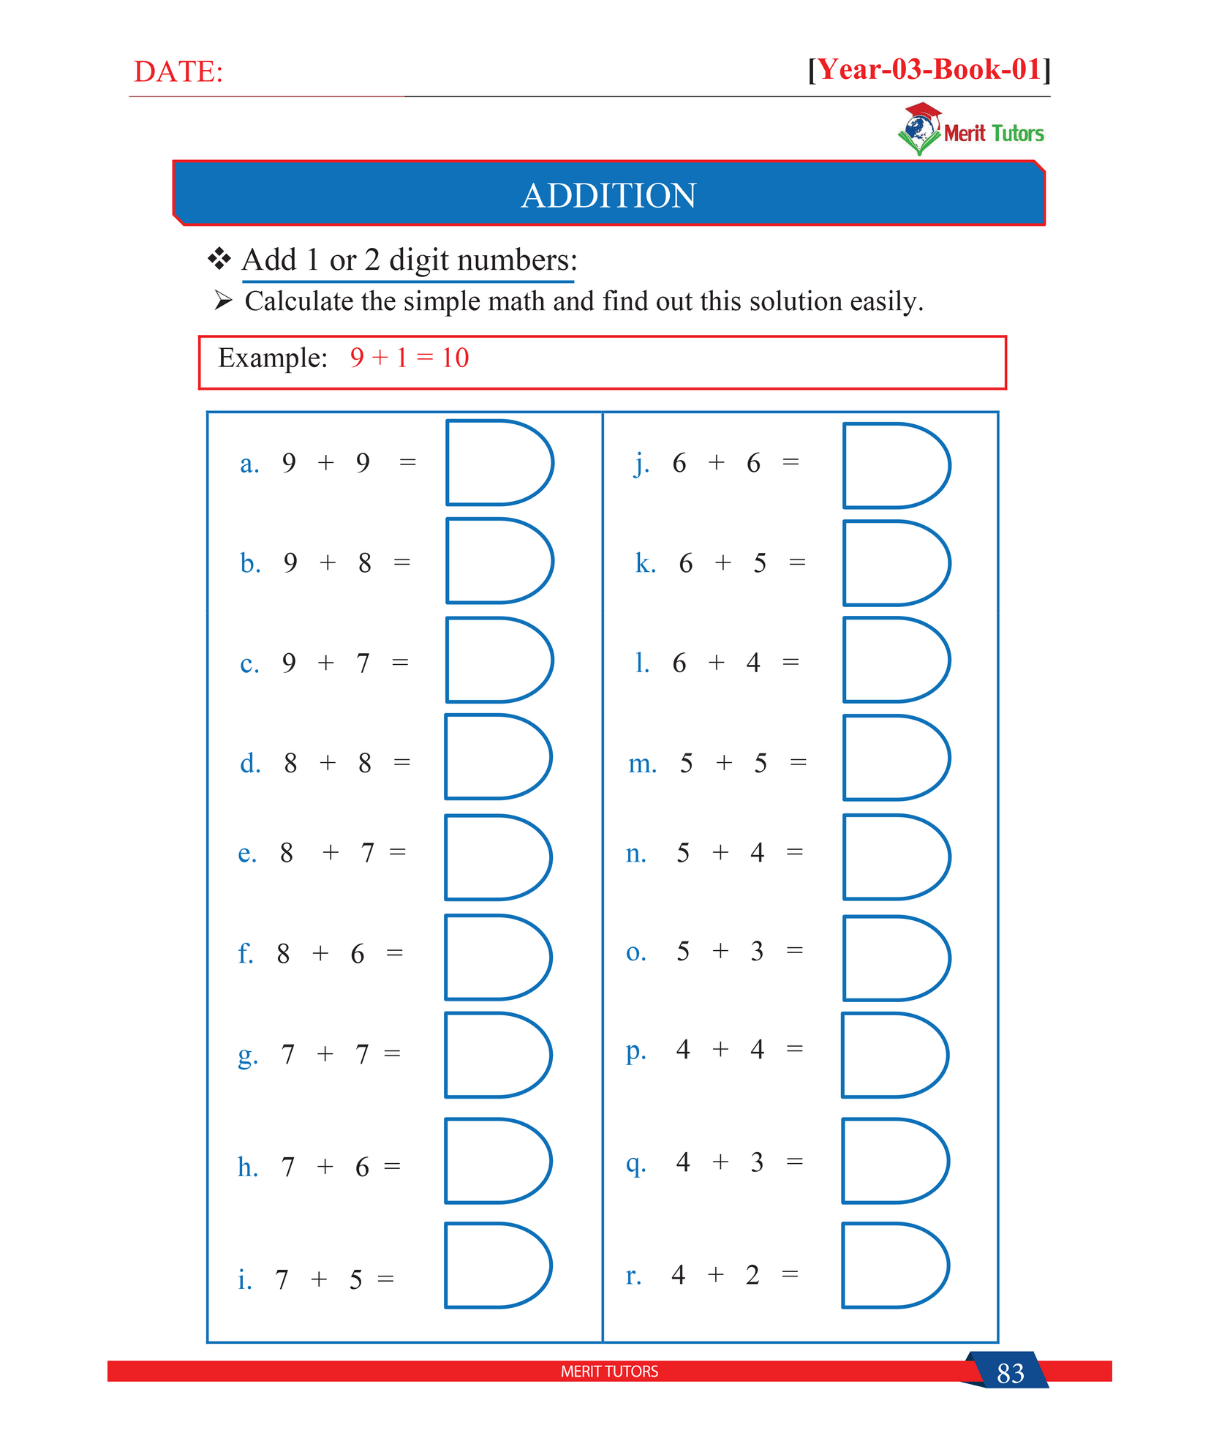 DATE:
[Year-03-Book-01]
Merit Tutors
ADDITION
❖ Add 1 or 2 digit numbers:
➢ Calculate the simple math and find out this solution easily.
Example: 9 + 1 = 10
a. 9 + 9 =
b. 9 + 8 =
c. 9 + 7 =
d. 8 + 8 =
e. 8 + 7 =
f. 8 + 6 =
g. 7 + 7 =
h. 7 + 6 =
i. 7 + 5 =
j. 6 + 6 =
k. 6 + 5 =
l. 6 + 4 =
m. 5 + 5 =
n. 5 + 4 =
o. 5 + 3 =
p. 4 + 4 =
q. 4 + 3 =
r. 4 + 2 =
MERIT TUTORS
83